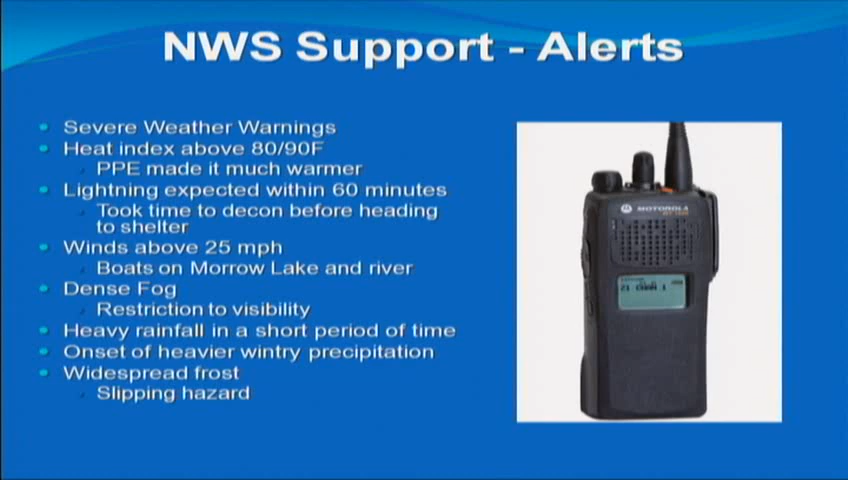 NWS Support - Alerts
Severe Weather Warnings
Heat index above 80/90F
PPE made it much warmer
Lightning expected within 60 minutes
Took time to decon before heading
to shelter
Winds above 25 mph
Boats on Morrow Lake and river
Dense Fog
Restriction to visibility
Heavy rainfall in a short period of time
Onset of heavier wintry precipitation
Widespread frost
Slipping hazard
MOTOROLA
CHAN 1